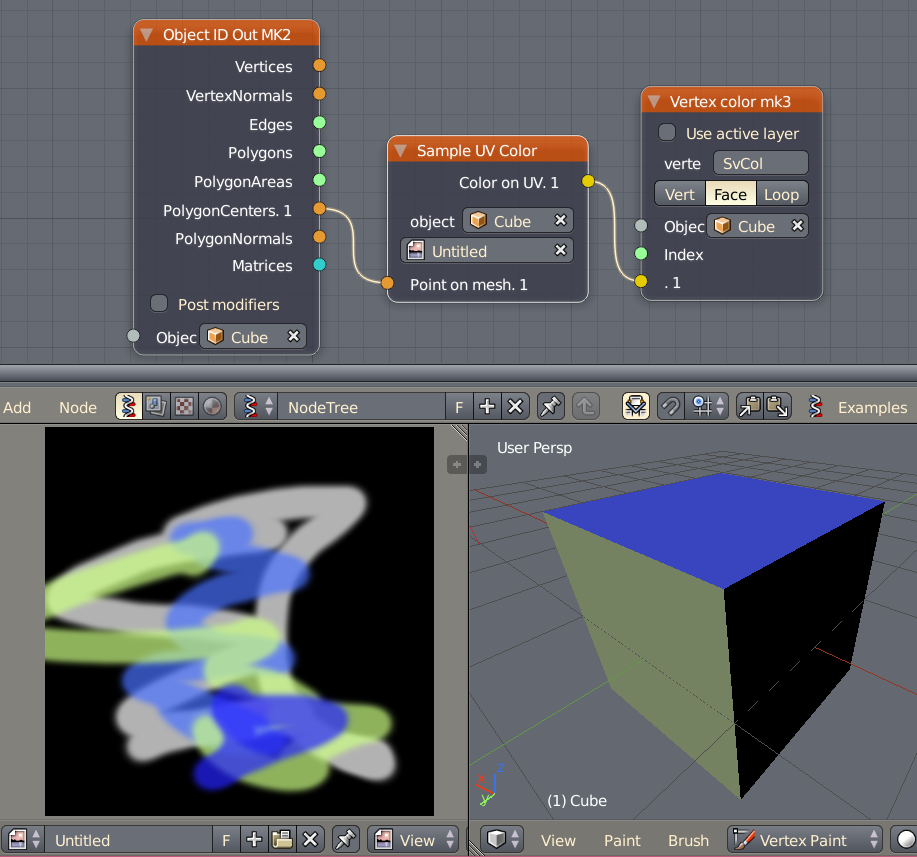 Object ID Out MK2
Vertices
VertexNormals
Edges
Polygons
PolygonAreas
PolygonCenters. 1
PolygonNormals
Matrices
Post modifiers
Objec Cube
Sample UV Color
Color on UV. 1
object Cube
Untitled
Point on mesh. 1
Vertex color mk3
Use active layer
verte SvCol
Vert Face Loop
Objec Cube
Index
. 1
Add Node NodeTree F Examples
User Persp
Z
X
Y
(1) Cube
Untitled F View
View Paint Brush Vertex Paint